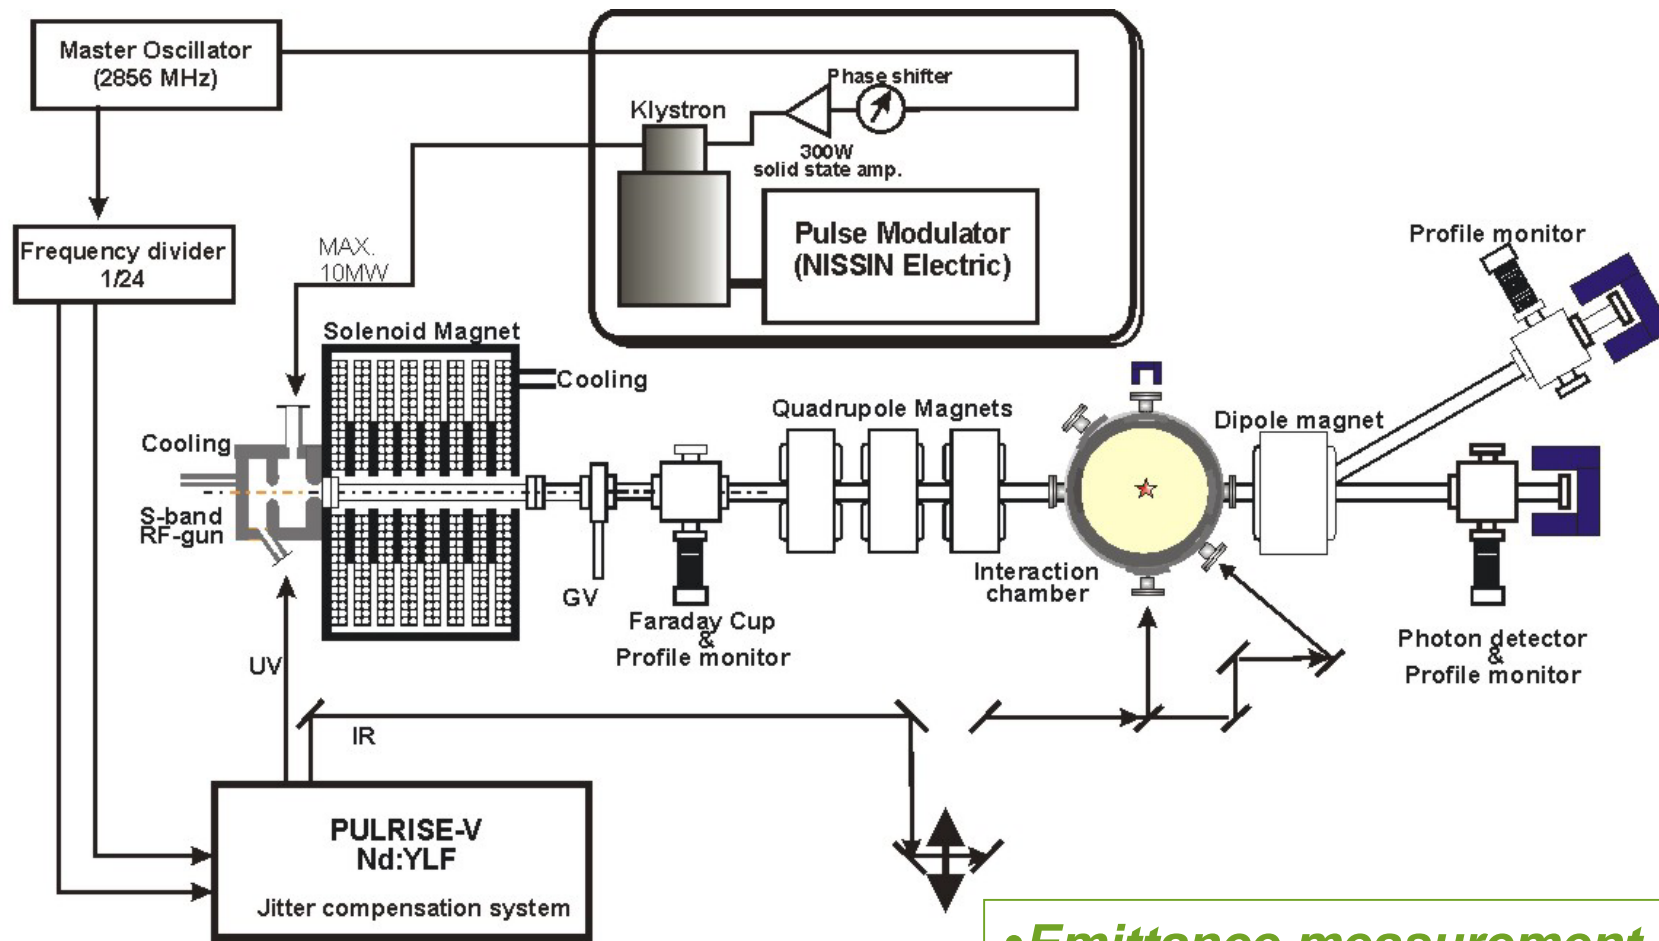 Master Oscillator
(2856 MHz)
Phase shifter
Klystron
300W
solid state amp.
Pulse Modulator
(NISSIN Electric)
Frequency divider
1/24
MAX.
10MW
Profile monitor
Solenoid Magnet
Cooling
Quadrupole Magnets
Dipole magnet
Cooling
S-band
RF-gun
GV
Interaction
chamber
Faraday Cup
&
Profile monitor
Photon detector
&
Profile monitor
UV
IR
PULRISE-V
Nd:YLF
Jitter compensation system
•Emittance measurement